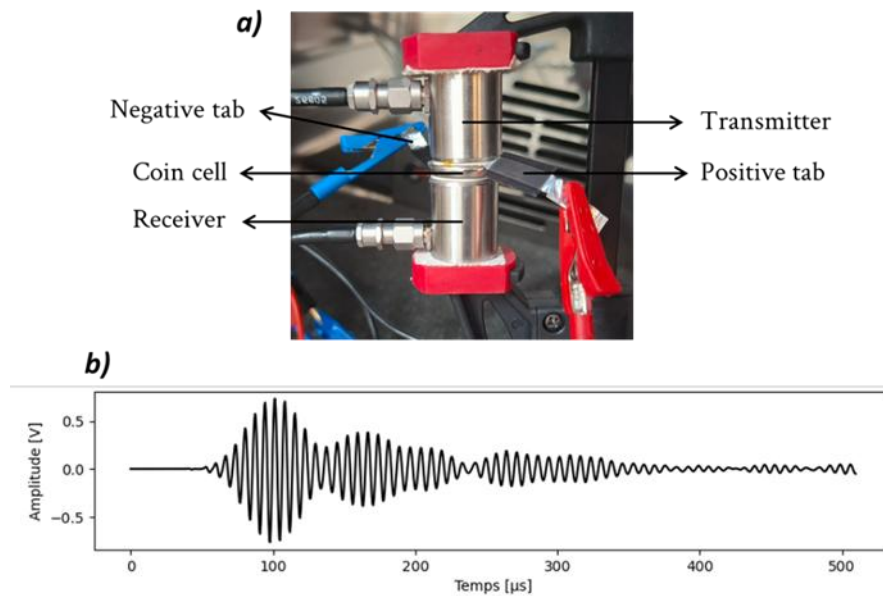 a)
Negative tab
Transmitter
Coin cell
Positive tab
Receiver
b)
Amplitude [V]
0.5
0.0
−0.5
0
100
200
300
400
500
Temps [µs]